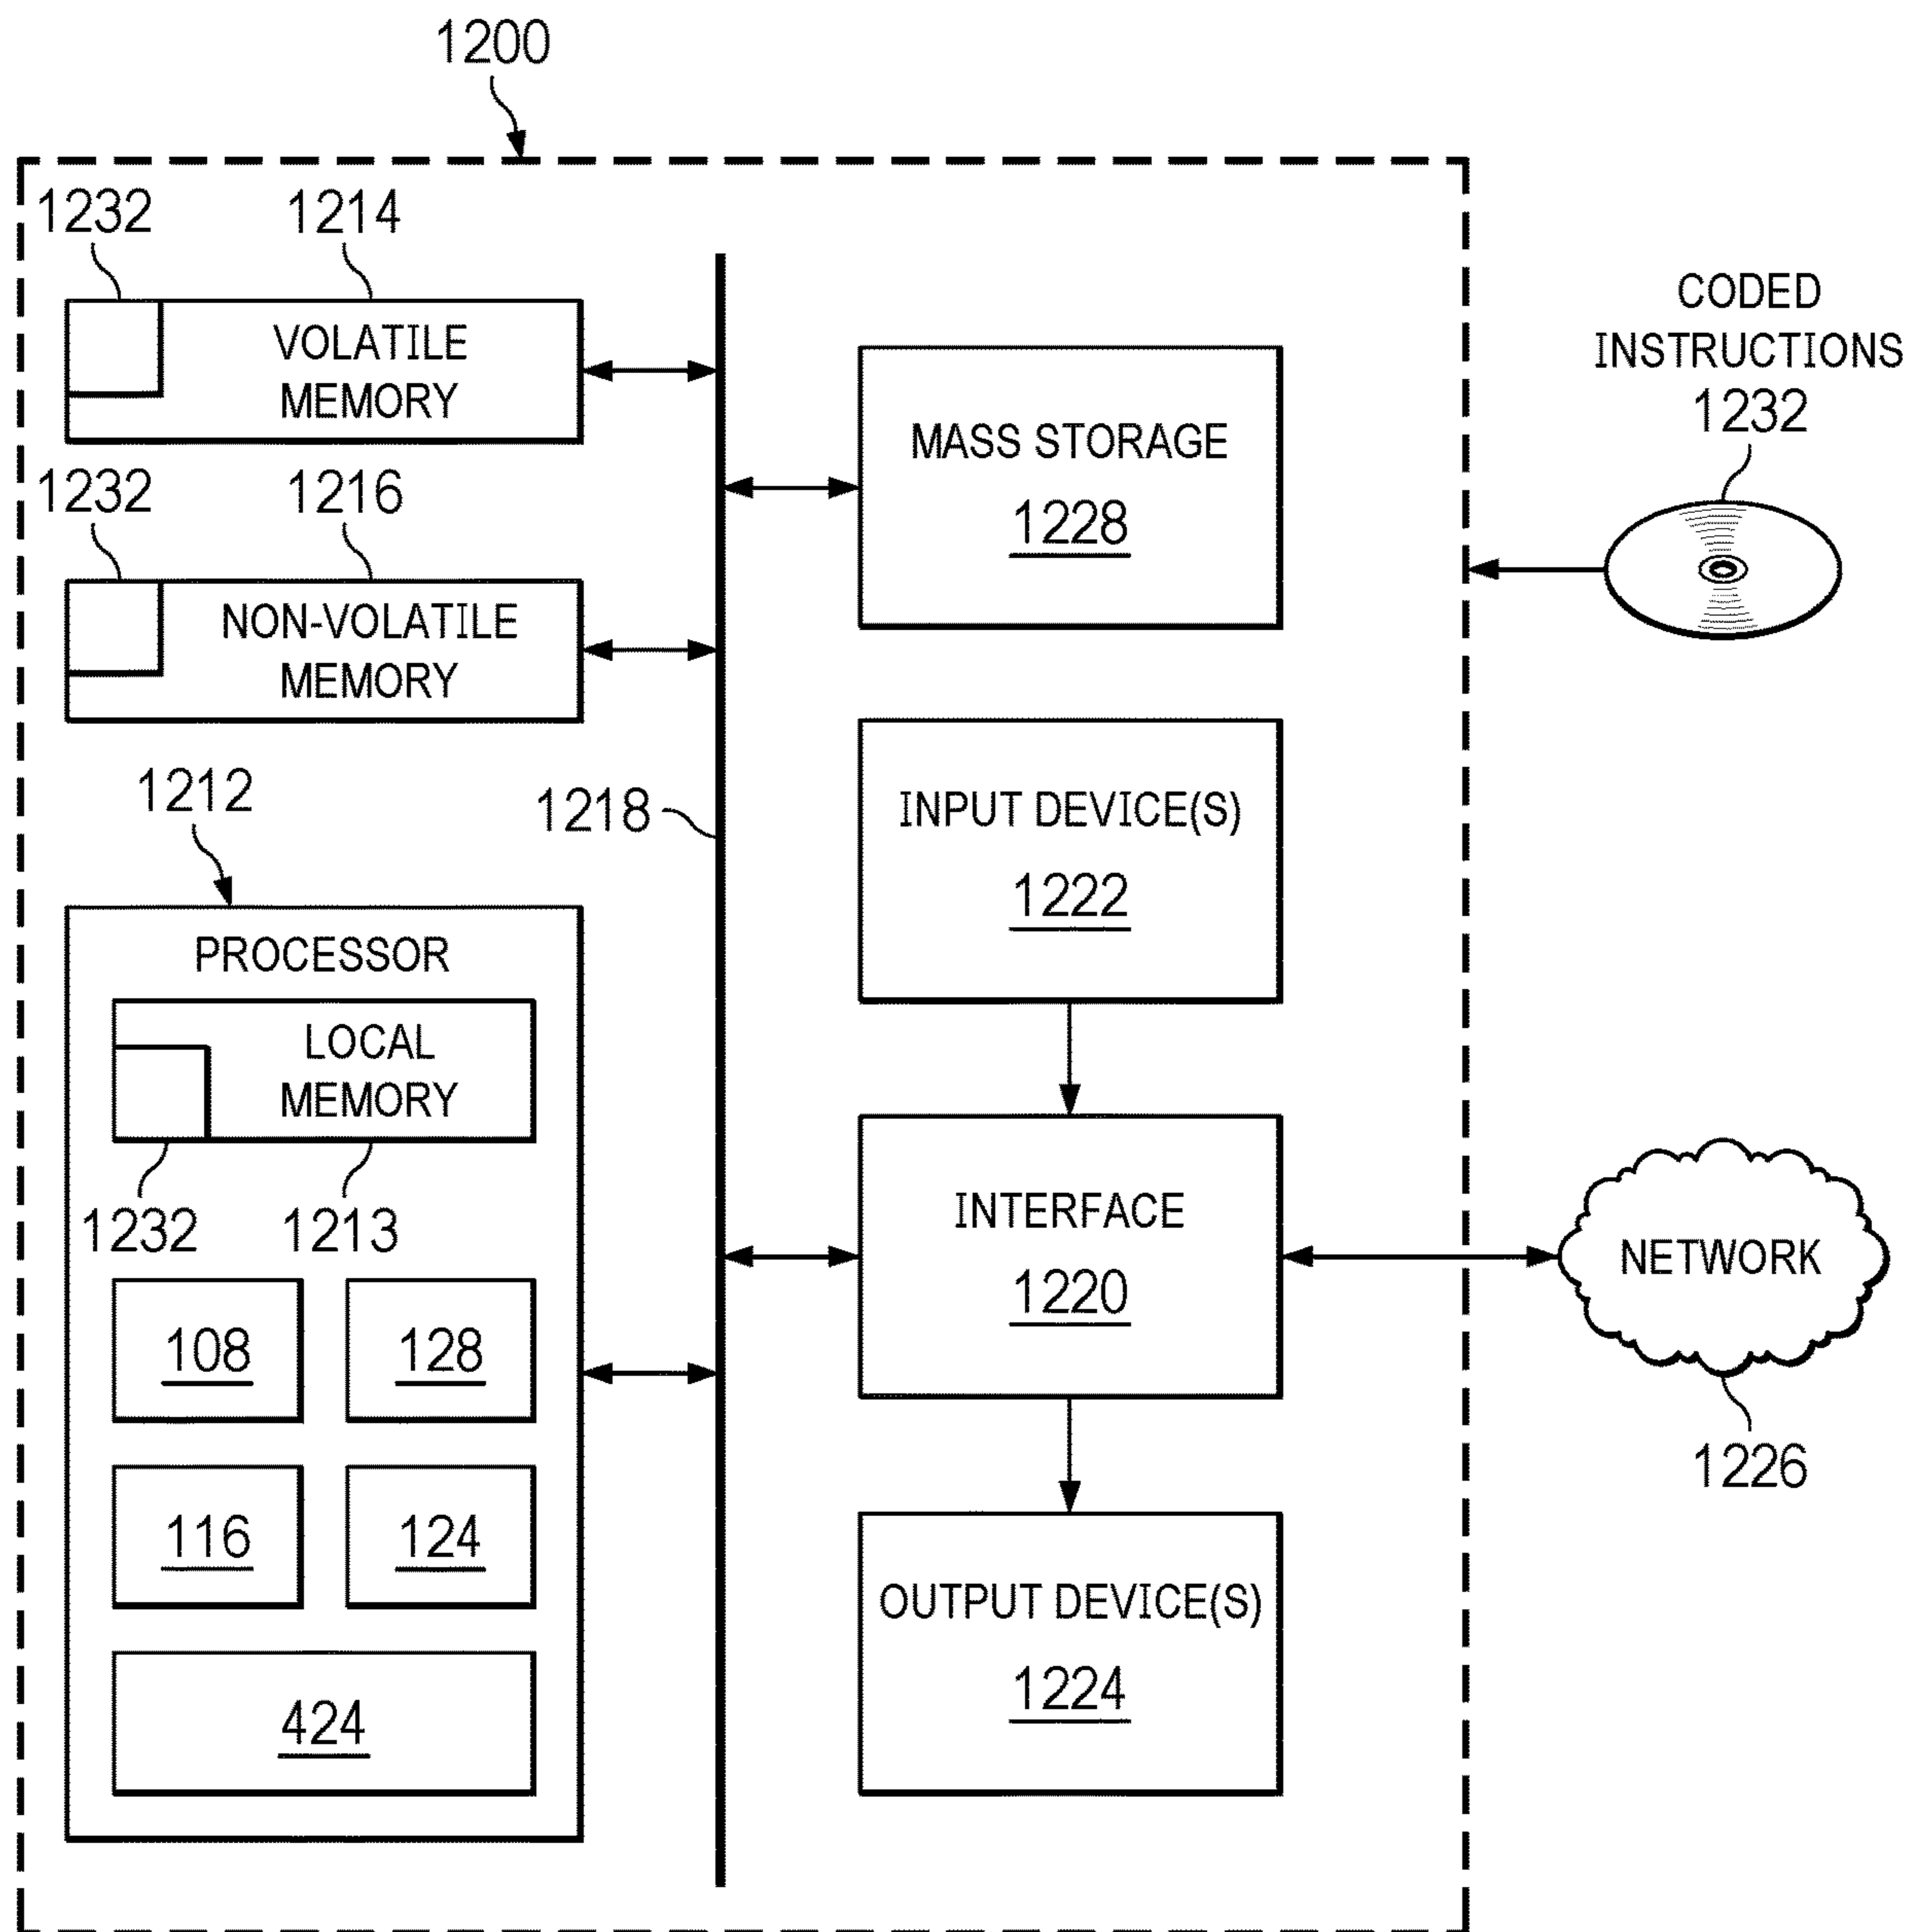 1200
1232
1214
VOLATILE
MEMORY
1232
1216
NON-VOLATILE
MEMORY
1212
PROCESSOR
LOCAL
MEMORY
1232
1213
108
128
116
124
424
1218
MASS STORAGE
1228
INPUT DEVICE(S)
1222
INTERFACE
1220
OUTPUT DEVICE(S)
1224
CODED
INSTRUCTIONS
1232
NETWORK
1226